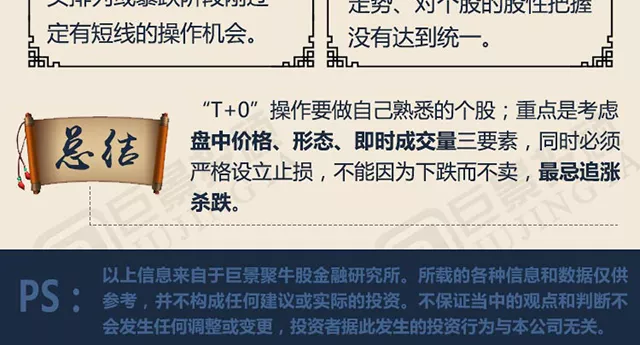 定有短线的操作机会。
走势、对个股的股性把握
没有达到统一。
总结
“T+0”操作要做自己熟悉的个股；重点是考虑
盘中价格、形态、即时成交量三要素，同时必须
严格设立止损，不能因为下跌而不卖，最忌追涨
杀跌。
PS：
以上信息来自于巨景聚牛股金融研究所。所载的各种信息和数据仅供
参考，并不构成任何建议或实际的投资。不保证当中的观点和判断不
会发生任何调整或变更，投资者据此发生的投资行为与本公司无关。